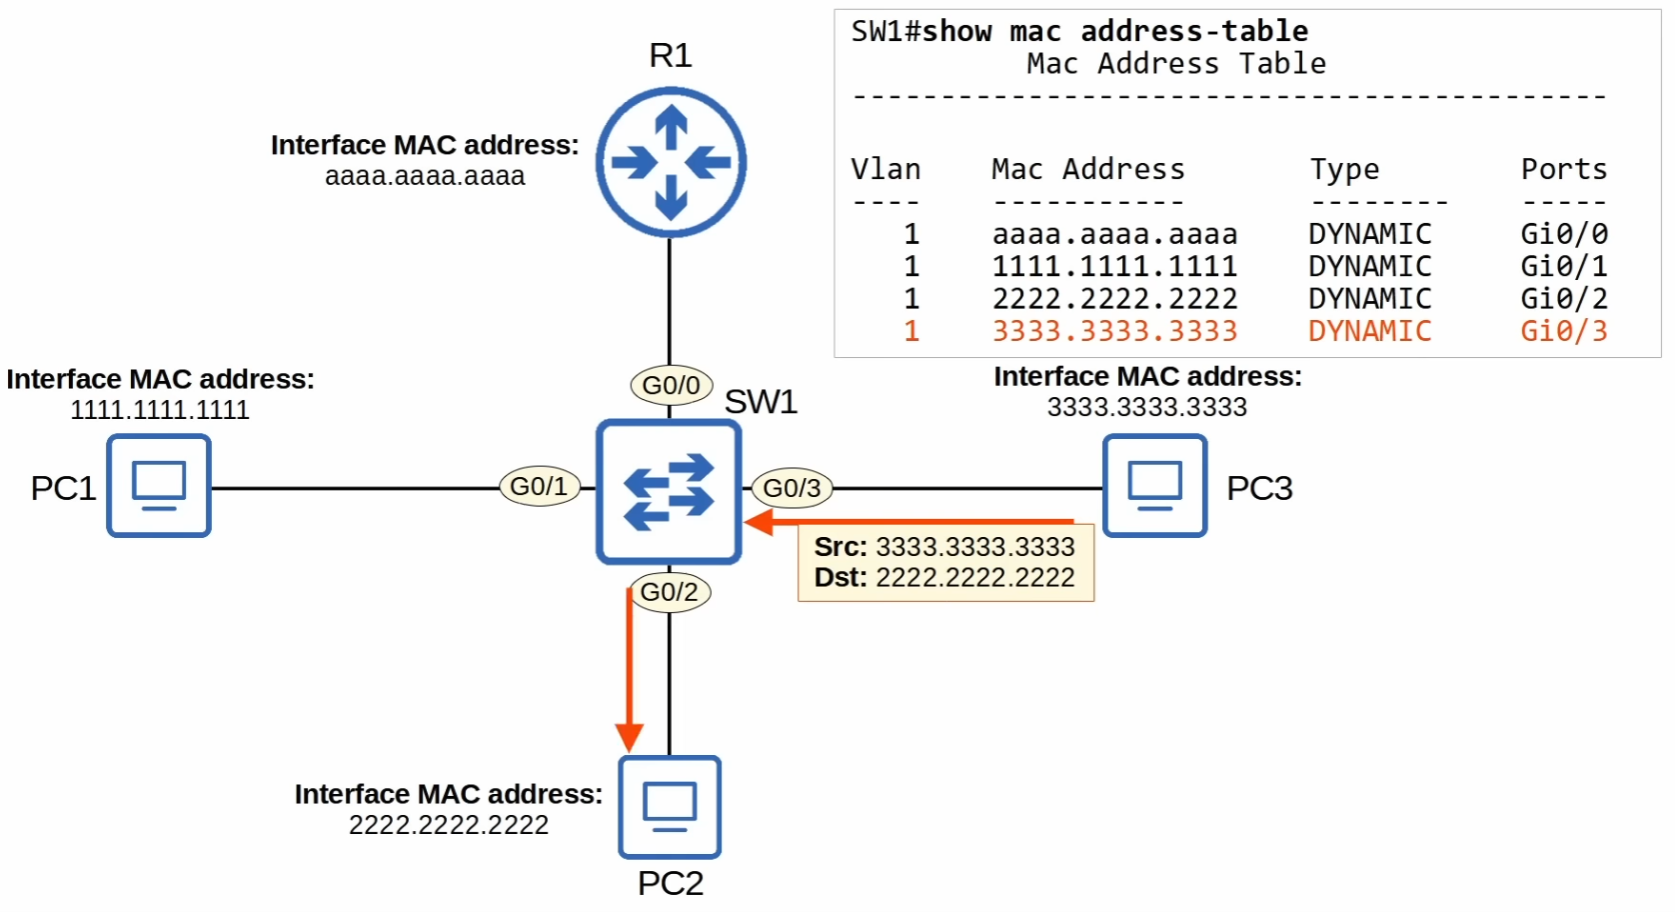 R1
Interface MAC address:
aaaa.aaaa.aaaa
SW1#show mac address-table
Mac Address Table
-------------------------------------------
Vlan Mac Address Type Ports
---- ----------- -------- -----
1 aaaa.aaaa.aaaa DYNAMIC Gi0/0
1 1111.1111.1111 DYNAMIC Gi0/1
1 2222.2222.2222 DYNAMIC Gi0/2
1 3333.3333.3333 DYNAMIC Gi0/3
Interface MAC address:
1111.1111.1111
PC1
G0/0
SW1
G0/1
G0/3
G0/2
Interface MAC address:
3333.3333.3333
PC3
Src: 3333.3333.3333
Dst: 2222.2222.2222
Interface MAC address:
2222.2222.2222
PC2